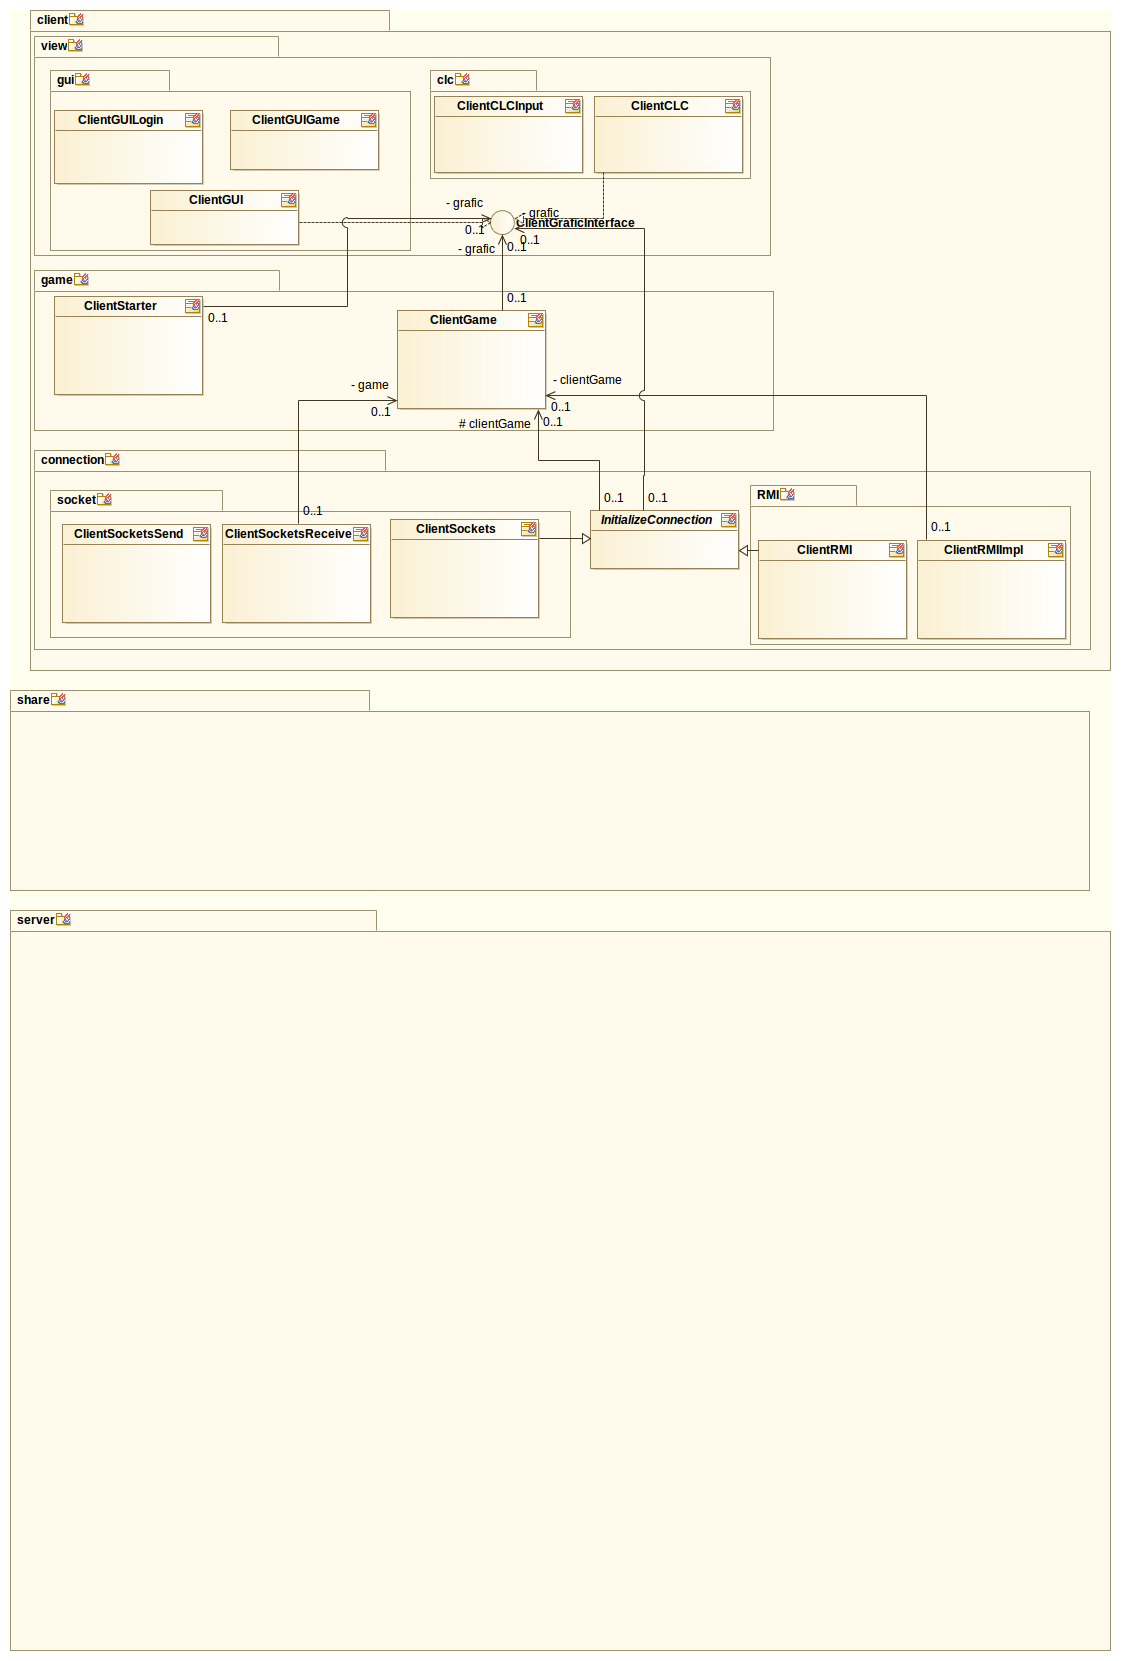 client
view
gui
clc
ClientGUILogin
ClientGUIGame
ClientCLCInput
ClientCLC
ClientGUI
- grafic
- grafic
ClientGraficInterface
0..1
0..1
- grafic
0..1
game
ClientStarter
0..1
0..1
ClientGame
- game
- clientGame
0..1
0..1
# clientGame
0..1
connection
socket
RMI
0..1
0..1
0..1
InitializeConnection
0..1
ClientSocketsSend
ClientSocketsReceive
ClientSockets
ClientRMI
ClientRMIImpl
share
server